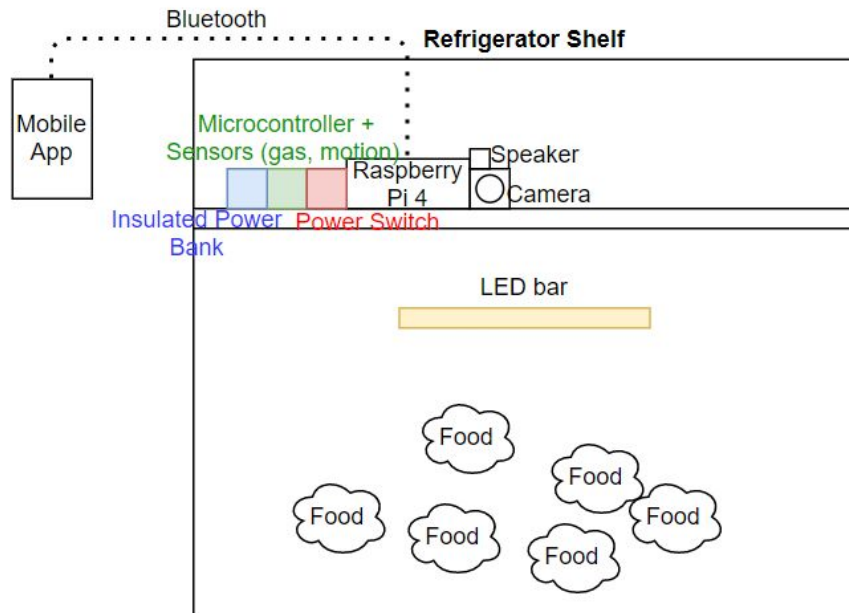 Bluetooth
Refrigerator Shelf
Mobile
App
Microcontroller +
Sensors (gas, motion)
Speaker
Raspberry
Pi 4
Camera
Insulated Power
Bank
Power Switch
LED bar
Food
Food
Food
Food
Food
Food